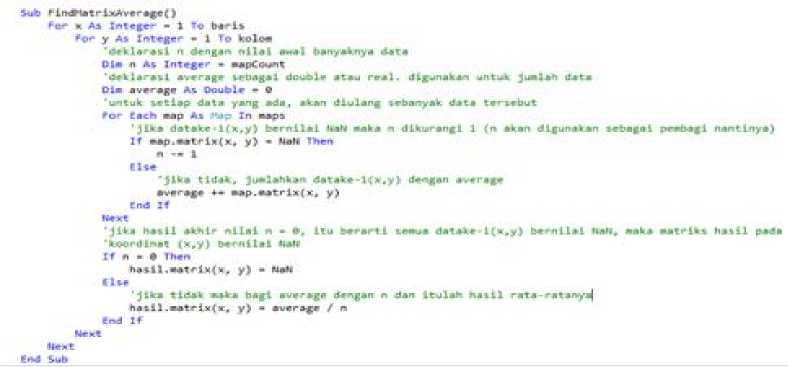 Sub FindMatrixAverage()
For x As Integer = 1 To baris
For y As Integer = 1 To kolom
'deklarasi n dengan nilai awal banyaknya data
Dim n As Integer = mapCount
'deklarasi average sebagai double atau real. digunakan untuk jumlah data
Dim average As Double = 0
'untuk setiap data yang ada, akan diulang sebanyak data tersebut
For Each map As Map In maps
'jika datake-i(x,y) bernilai NaN maka n dikurangi 1 (n akan digunakan sebagai pembagi nantinya)
If map.matrix(x, y) = NaN Then
n -= 1
Else
'jika tidak, jumlahkan datake-i(x,y) dengan average
average += map.matrix(x, y)
End If
Next
'jika hasil akhir nilai n = 0, itu berarti semua datake-i(x,y) bernilai NaN, maka matriks hasil pada
'koordinat (x,y) bernilai NaN
If n = 0 Then
hasil.matrix(x, y) = NaN
Else
'jika tidak maka bagi average dengan n dan itulah hasil rata-ratanya
hasil.matrix(x, y) = average / n
End If
Next
Next
End Sub